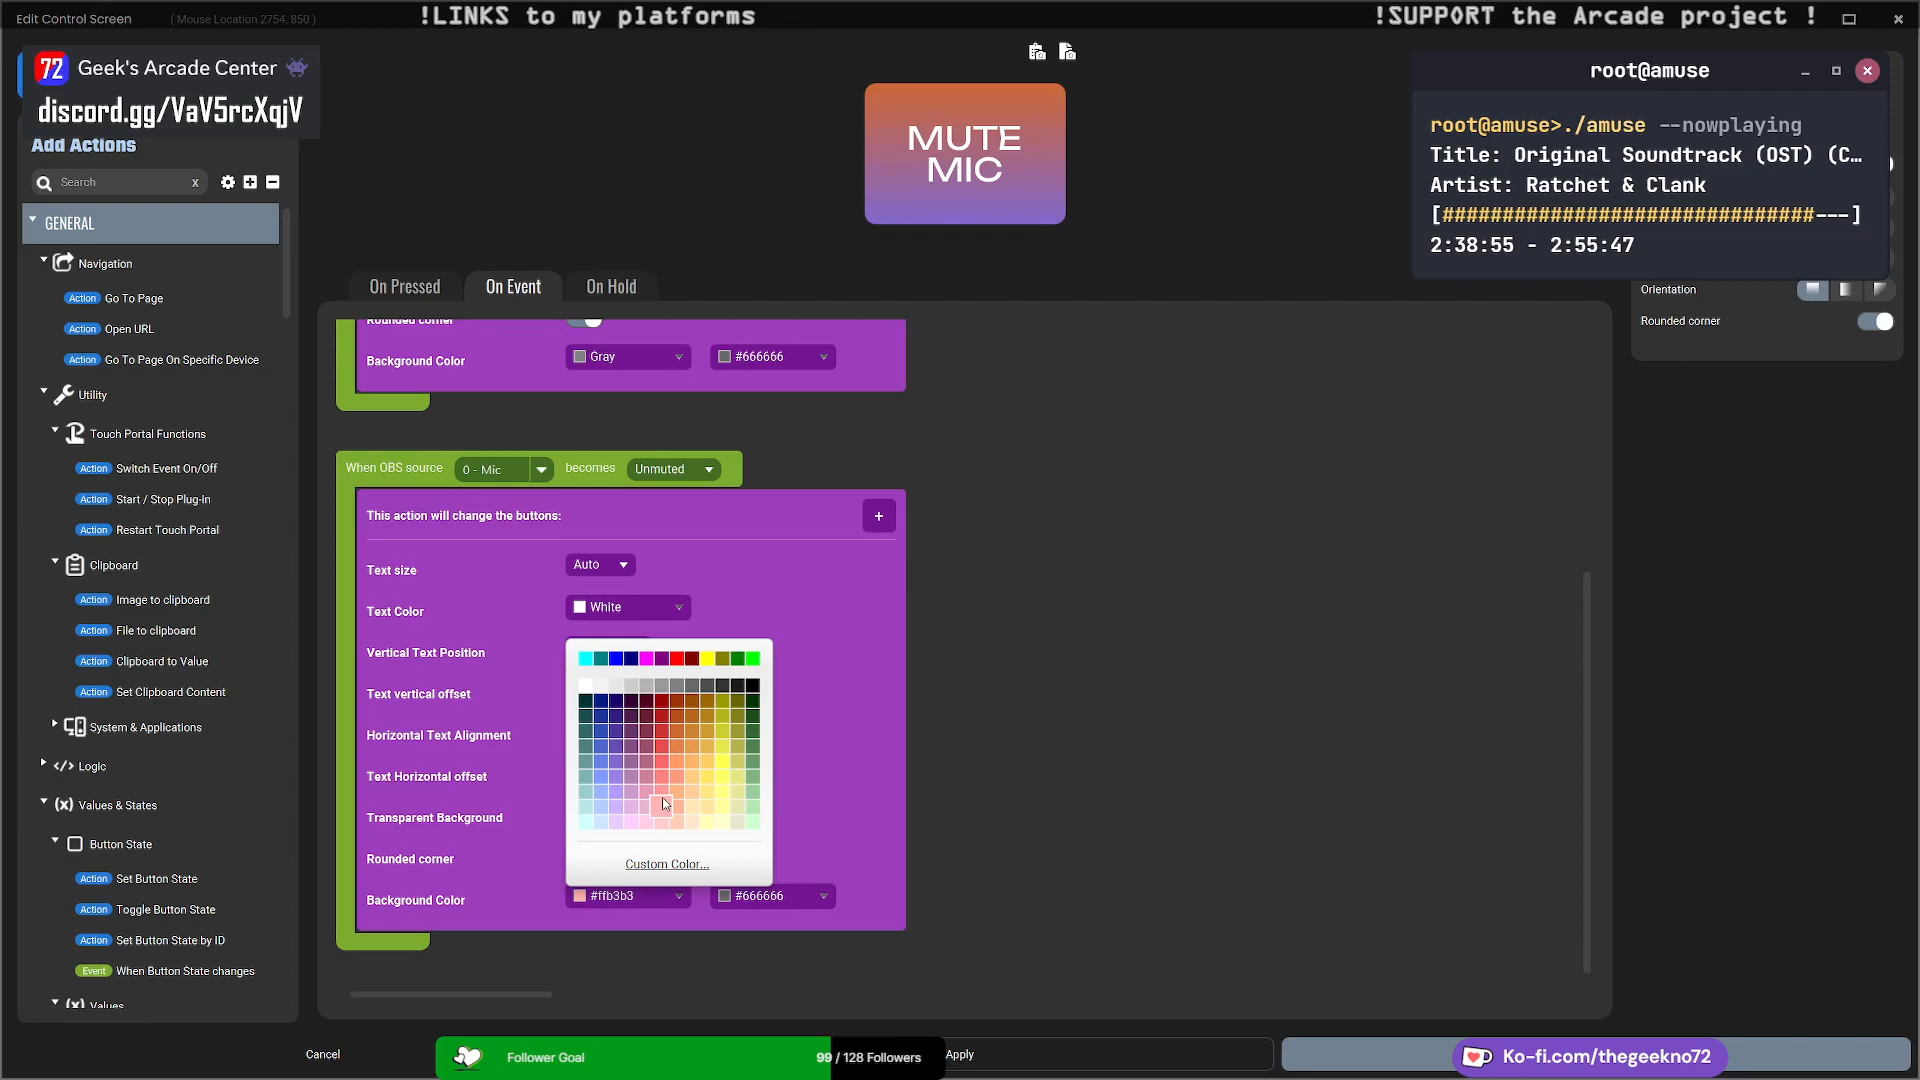 Edit Control Screen
( Mouse Location 2754, 850 )
!LINKS to my platforms
!SUPPORT the Arcade project !
72 Geek's Arcade Center
discord.gg/VaV5rcXqjV
Add Actions
Search
x
GENERAL
Navigation
Action Go To Page
Action Open URL
Action Go To Page On Specific Device
Utility
Touch Portal Functions
Action Switch Event On/Off
Action Start / Stop Plug-In
Action Restart Touch Portal
Clipboard
Action Image to clipboard
Action File to clipboard
Action Clipboard to Value
Action Set Clipboard Content
System & Applications
</> Logic
(x) Values & States
Button State
Action Set Button State
Action Toggle Button State
Action Set Button State by ID
Event When Button State changes
(x) Values
MUTE
MIC
On Pressed
On Event
On Hold
Rounded corner
Background Color
Gray
#666666
When OBS source
0 - Mic
becomes
Unmuted
This action will change the buttons:
+
Text size
Auto
Text Color
White
Vertical Text Position
Text vertical offset
Horizontal Text Alignment
Text Horizontal offset
Transparent Background
Rounded corner
Custom Color...
Background Color
#ffb3b3
#666666
root@amuse
root@amuse>./amuse --nowplaying
Title: Original Soundtrack (OST) (C…
Artist: Ratchet & Clank
[###############################---]
2:38:55 - 2:55:47
Orientation
Rounded corner
Cancel
Follower Goal
99 / 128 Followers
Apply
Ko-fi.com/thegeekno72